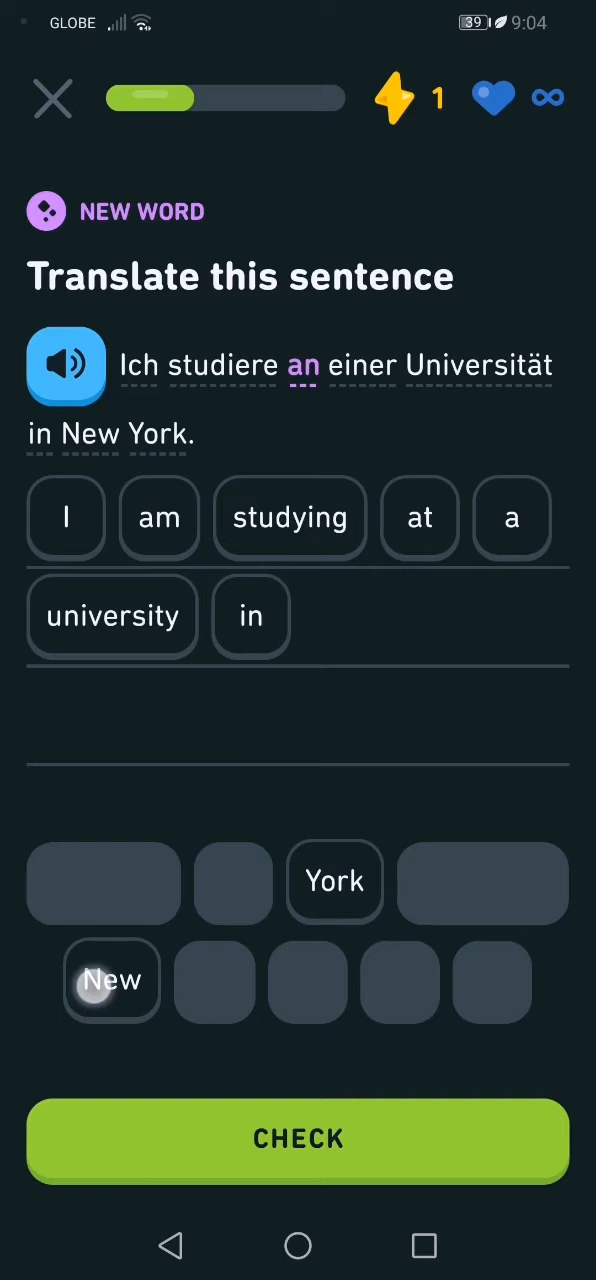 GLOBE 39 9:04
1 ∞
NEW WORD
Translate this sentence
Ich studiere an einer Universität
in New York.
I am studying at a
university in
York
New
CHECK